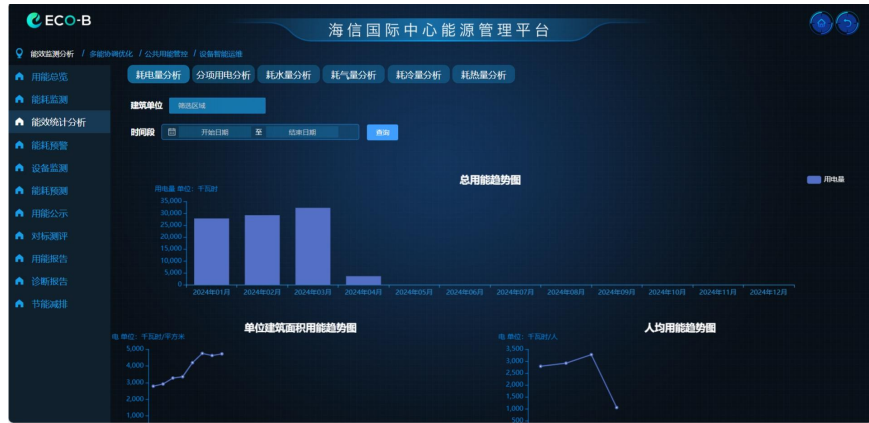 ECO-B
海信国际中心能源管理平台
能效监测分析 / 多能协调优化 / 公共用能管控 / 设备智能运维
用能总览
能耗监测
能效统计分析
能耗预警
设备监测
能耗预测
用能公示
对标测评
用能报告
诊断报告
节能减排
耗电量分析 分项用电分析 耗水量分析 耗气量分析 耗冷量分析 耗热量分析
建筑单位 筛选区域
时间段 开始日期 至 结束日期 查询
总用能趋势图
用电量
用电量 单位：千瓦时
35,000
30,000
25,000
20,000
15,000
10,000
5,000
0
2024年01月 2024年02月 2024年03月 2024年04月 2024年05月 2024年06月 2024年07月 2024年08月 2024年09月 2024年10月 2024年11月 2024年12月
单位建筑面积用能趋势图
电 单位：千瓦时/平方米
5,000
4,000
3,000
2,000
1,000
人均用能趋势图
电 单位：千瓦时/人
3,500
3,000
2,500
2,000
1,500
1,000
500